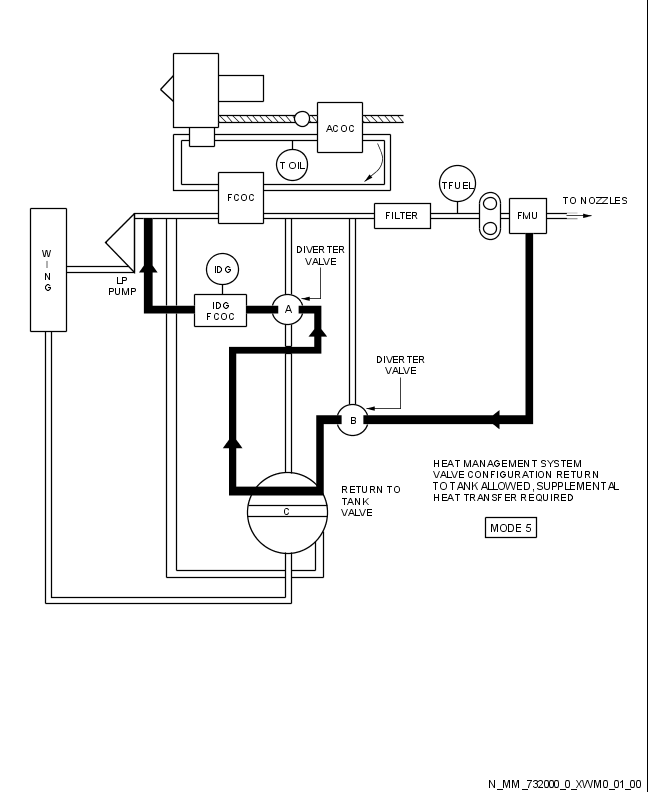 ACOC
T OIL
TFUEL
FCOC
TO NOZZLES
FILTER
FMU
W
I
N
G
LP
PUMP
IDG
DIVERTER
VALVE
IDG
FCOC
A
DIVERTER
VALVE
B
HEAT MANAGEMENT SYSTEM
VALVE CONFIGURATION RETURN
TO TANK ALLOWED, SUPPLEMENTAL
HEAT TRANSFER REQUIRED
RETURN TO
TANK
VALVE
C
MODE 5
N_MM_732000_0_XWM0_01_00